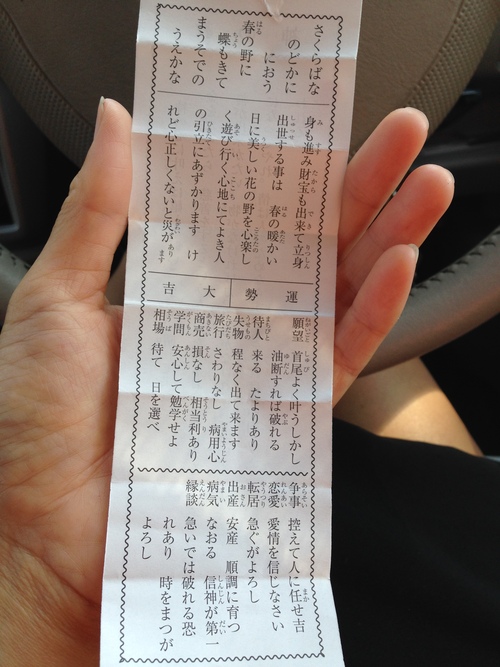 さくらばな
のどかに
におう
春の野に
蝶もきて
まうそでの
うえかな
身も進み財宝も出来て立身
出世する事は 春の暖かい
日に美しい花の野を心楽し
く遊び行く心地にてよき人
の引立にあずかります け
れど心正しくないと災があります
運勢
大吉
願望 首尾よく叶うしかし
油断すれば破れる
待人 来る たよりあり
失物 程なく出て来ます
旅行 さわりなし 病用心
商売 損なし 相当利あり
学問 安心して勉学せよ
相場 待て 日を選べ
争事 控えて人に任せ吉
恋愛 愛情を信じなさい
転居 急ぐがよろし
出産 安産 順調に育つ
病気 なおる 信神が第一
縁談 急いでは破れる恐
れあり 時をまつが
よろし